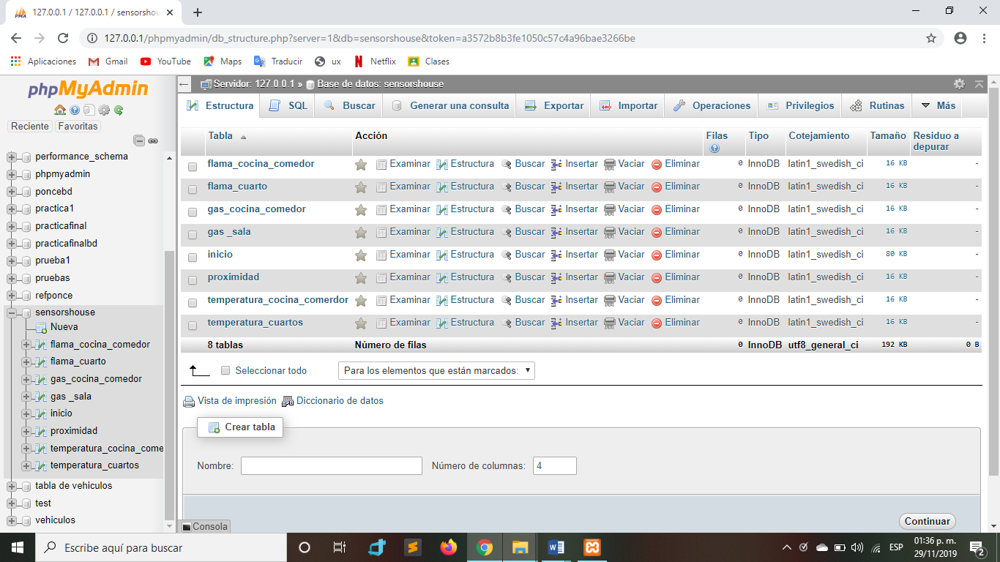 127.0.0.1 / 127.0.0.1 / sensorshou
127.0.0.1/phpmyadmin/db_structure.php?server=1&db=sensorshouse&token=a3572b8b3fe1050c57c4a96bae3266be
Aplicaciones Gmail YouTube Maps Traducir ux Netflix Clases
phpMyAdmin
Reciente Favoritas
performance_schema
phpmyadmin
poncebd
practica1
practicafinal
practicafinalbd
prueba1
pruebas
refponce
sensorshouse
Nueva
flama_cocina_comedor
flama_cuarto
gas_cocina_comedor
gas _sala
inicio
proximidad
temperatura_cocina_come
temperatura_cuartos
tabla de vehiculos
test
vehiculos
Servidor: 127.0.0.1 » Base de datos: sensorshouse
Estructura SQL Buscar Generar una consulta Exportar Importar Operaciones Privilegios Rutinas Más
Tabla Acción Filas Tipo Cotejamiento Tamaño Residuo a depurar
flama_cocina_comedor Examinar Estructura Buscar Insertar Vaciar Eliminar 0 InnoDB latin1_swedish_ci 16 KB -
flama_cuarto Examinar Estructura Buscar Insertar Vaciar Eliminar 0 InnoDB latin1_swedish_ci 16 KB -
gas_cocina_comedor Examinar Estructura Buscar Insertar Vaciar Eliminar 0 InnoDB latin1_swedish_ci 16 KB -
gas _sala Examinar Estructura Buscar Insertar Vaciar Eliminar 0 InnoDB latin1_swedish_ci 16 KB -
inicio Examinar Estructura Buscar Insertar Vaciar Eliminar 0 InnoDB latin1_swedish_ci 80 KB -
proximidad Examinar Estructura Buscar Insertar Vaciar Eliminar 0 InnoDB latin1_swedish_ci 16 KB -
temperatura_cocina_comerdor Examinar Estructura Buscar Insertar Vaciar Eliminar 0 InnoDB latin1_swedish_ci 16 KB -
temperatura_cuartos Examinar Estructura Buscar Insertar Vaciar Eliminar 0 InnoDB latin1_swedish_ci 16 KB -
8 tablas Número de filas 0 InnoDB utf8_general_ci 192 KB 0 B
Seleccionar todo Para los elementos que están marcados:
Vista de impresión Diccionario de datos
Crear tabla
Nombre: Número de columnas: 4
Continuar
Consola
Escribe aquí para buscar
ESP
01:36 p. m.
29/11/2019
2